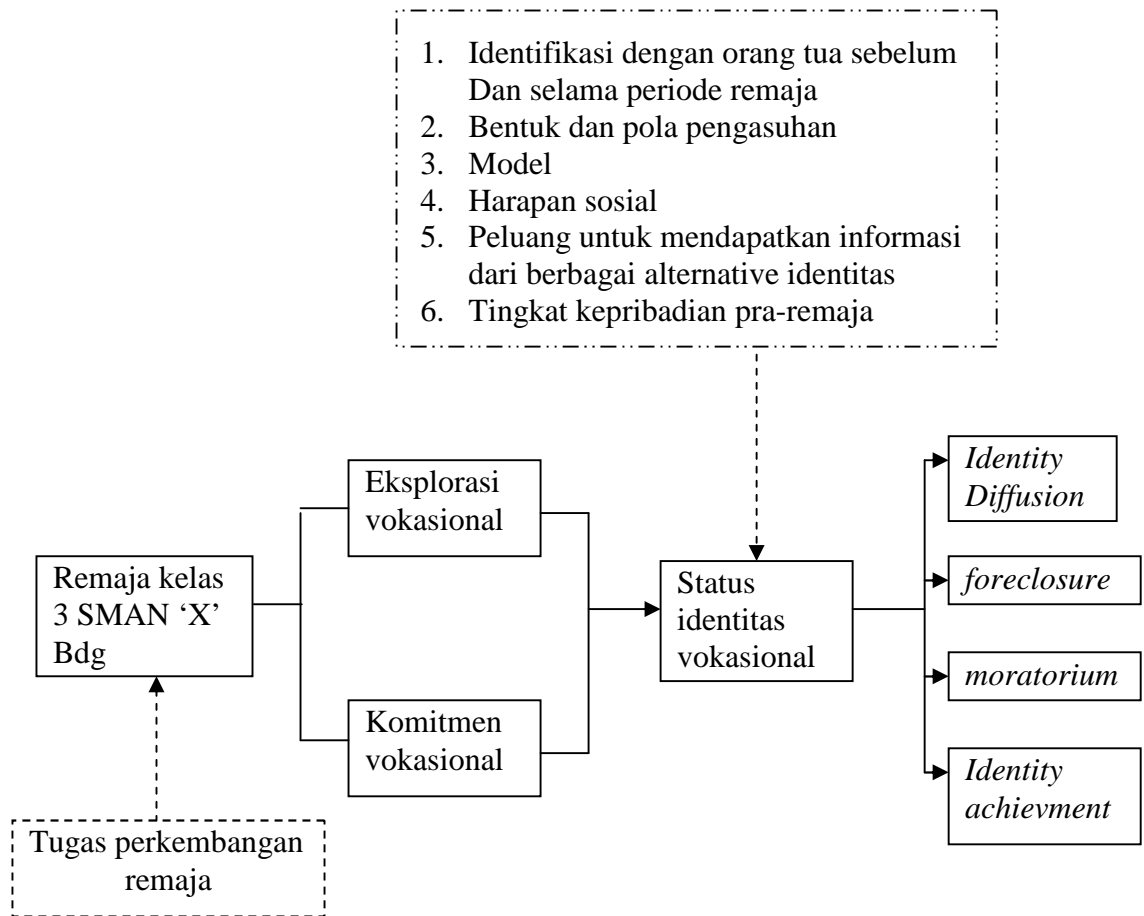 1. Identifikasi dengan orang tua sebelum
Dan selama periode remaja
2. Bentuk dan pola pengasuhan
3. Model
4. Harapan sosial
5. Peluang untuk mendapatkan informasi
dari berbagai alternative identitas
6. Tingkat kepribadian pra-remaja
Remaja kelas
3 SMAN ‘X’
Bdg
Tugas perkembangan
remaja
Eksplorasi
vokasional
Komitmen
vokasional
Status
identitas
vokasional
Identity
Diffusion
foreclosure
moratorium
Identity
achievment